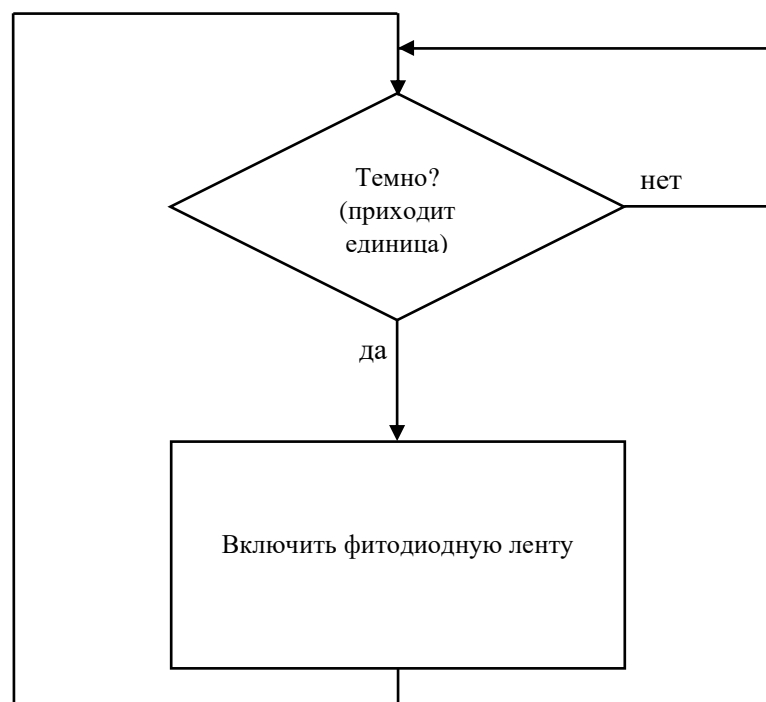 Темно?
(приходит
единица)
нет
да
Включить фитодиодную ленту